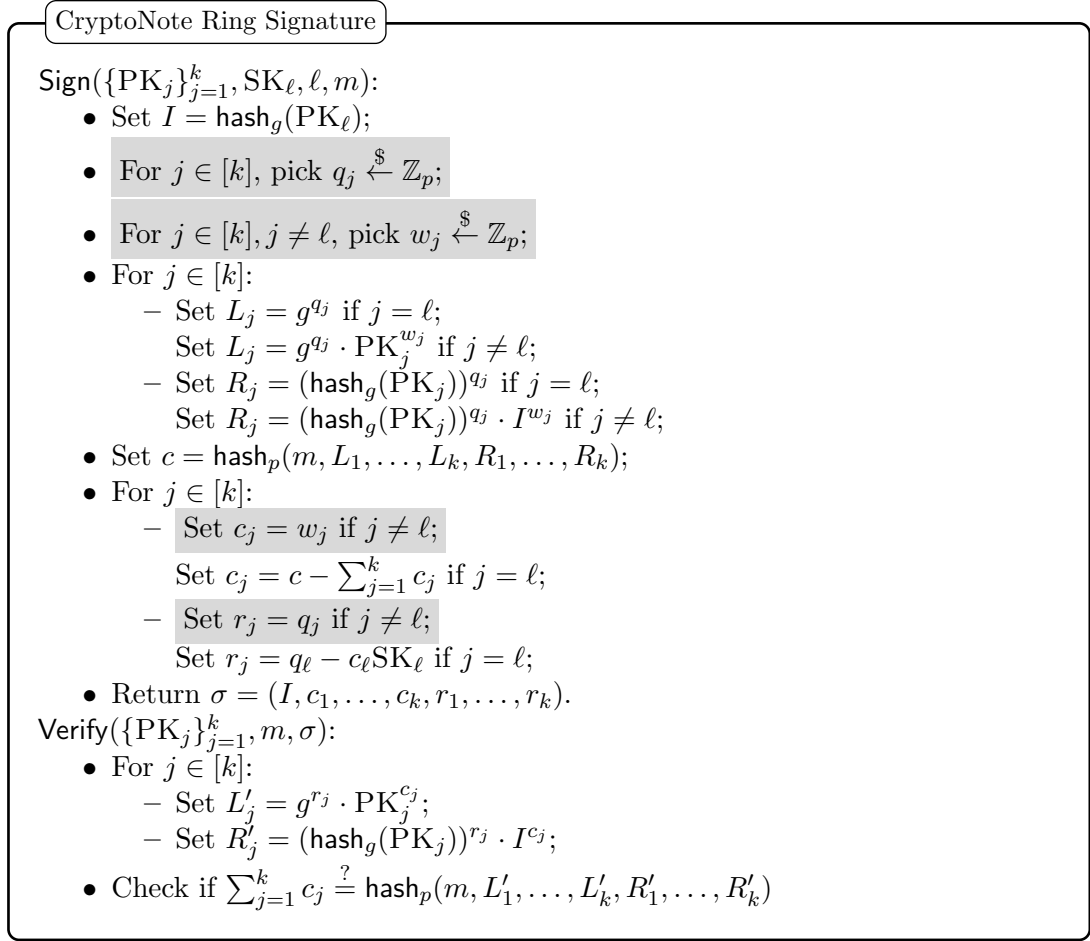 CryptoNote Ring Signature
Sign({PK_j}_{j=1}^k, SK_ℓ, ℓ, m):
• Set I = hash_g(PK_ℓ);
• For j ∈ [k], pick q_j ←$ ℤ_p;
• For j ∈ [k], j ≠ ℓ, pick w_j ←$ ℤ_p;
• For j ∈ [k]:
– Set L_j = g^{q_j} if j = ℓ;
Set L_j = g^{q_j} · PK_j^{w_j} if j ≠ ℓ;
– Set R_j = (hash_g(PK_j))^{q_j} if j = ℓ;
Set R_j = (hash_g(PK_j))^{q_j} · I^{w_j} if j ≠ ℓ;
• Set c = hash_p(m, L_1, . . . , L_k, R_1, . . . , R_k);
• For j ∈ [k]:
– Set c_j = w_j if j ≠ ℓ;
Set c_j = c − ∑_{j=1}^k c_j if j = ℓ;
– Set r_j = q_j if j ≠ ℓ;
Set r_j = q_ℓ − c_ℓSK_ℓ if j = ℓ;
• Return σ = (I, c_1, . . . , c_k, r_1, . . . , r_k).
Verify({PK_j}_{j=1}^k, m, σ):
• For j ∈ [k]:
– Set L′_j = g^{r_j} · PK_j^{c_j};
– Set R′_j = (hash_g(PK_j))^{r_j} · I^{c_j};
• Check if ∑_{j=1}^k c_j ≟ hash_p(m, L′_1, . . . , L′_k, R′_1, . . . , R′_k)